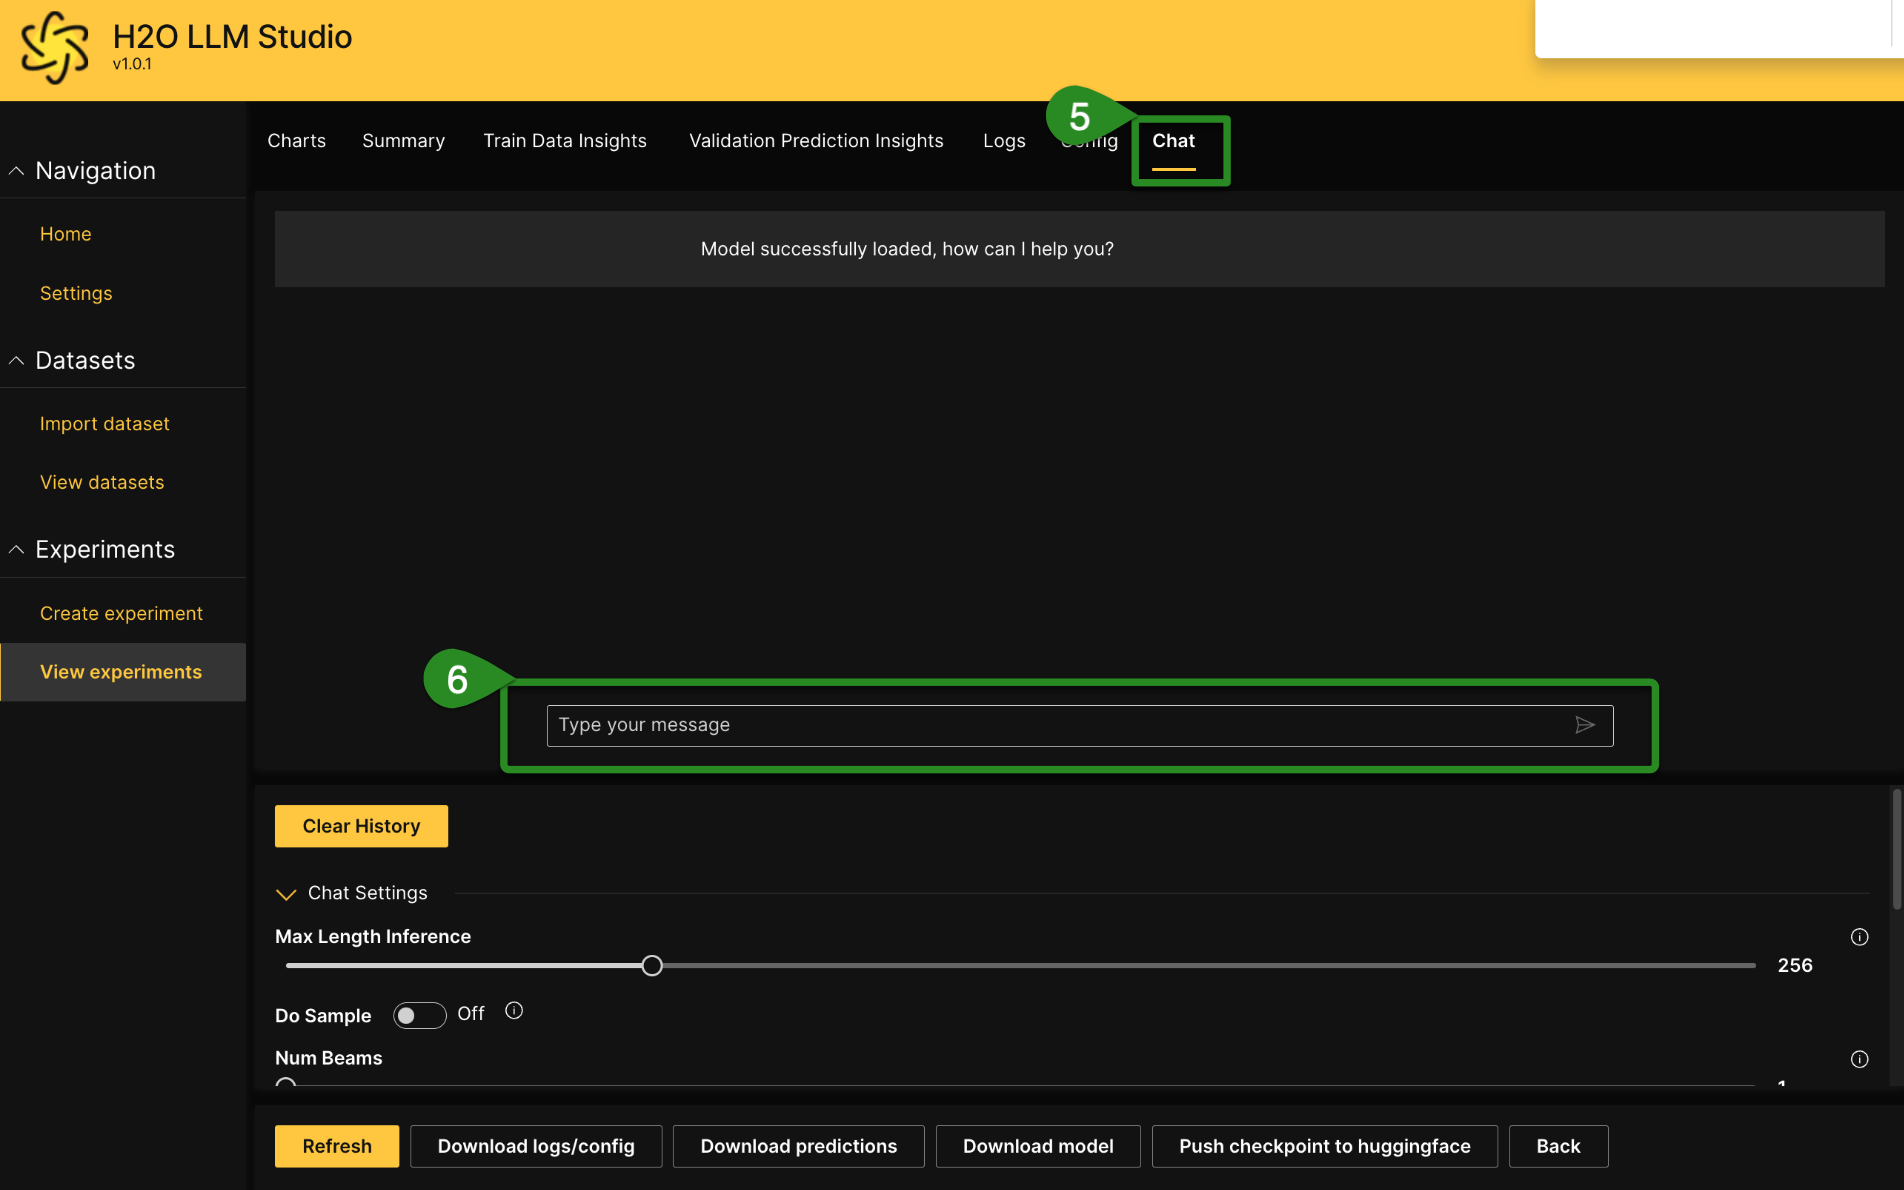 H2O LLM Studio
v1.0.1
Navigation
Home
Settings
Datasets
Import dataset
View datasets
Experiments
Create experiment
View experiments
Charts Summary Train Data Insights Validation Prediction Insights Logs Config Chat
5
Model successfully loaded, how can I help you?
6
Type your message
Clear History
Chat Settings
Max Length Inference
256
Do Sample Off
Num Beams
1
Refresh Download logs/config Download predictions Download model Push checkpoint to huggingface Back